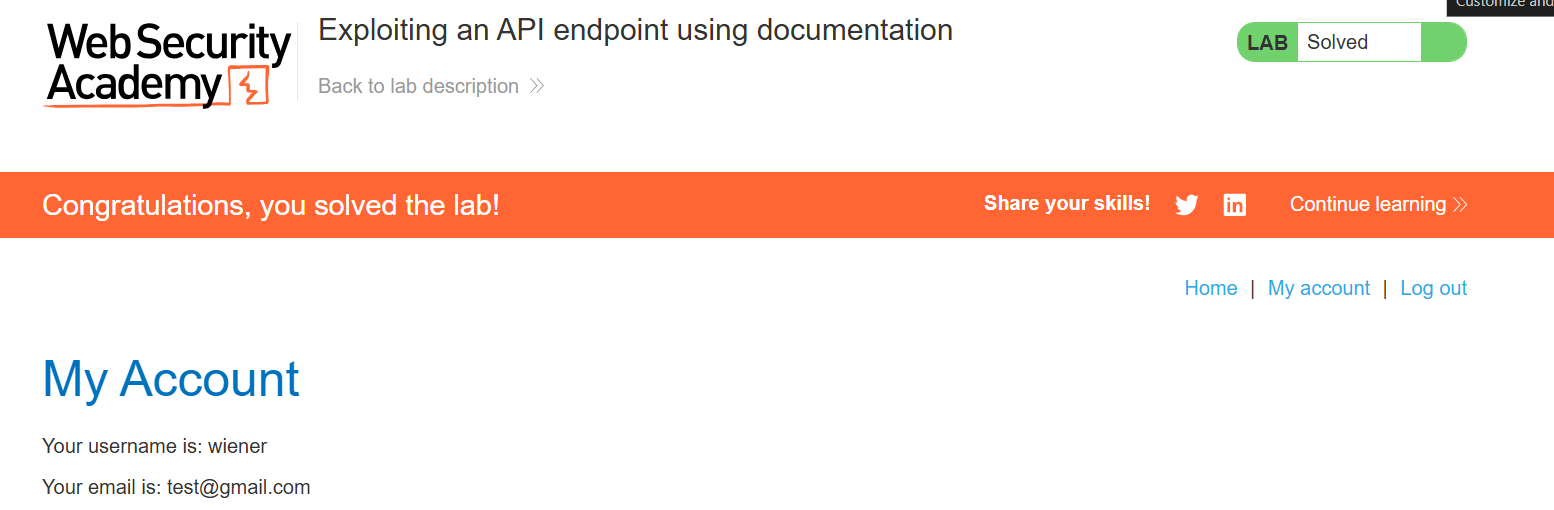 Customize and
Web Security
Academy
Exploiting an API endpoint using documentation
Back to lab description
LAB Solved
Congratulations, you solved the lab!
Share your skills!
Continue learning
Home | My account | Log out
My Account
Your username is: wiener
Your email is: test@gmail.com